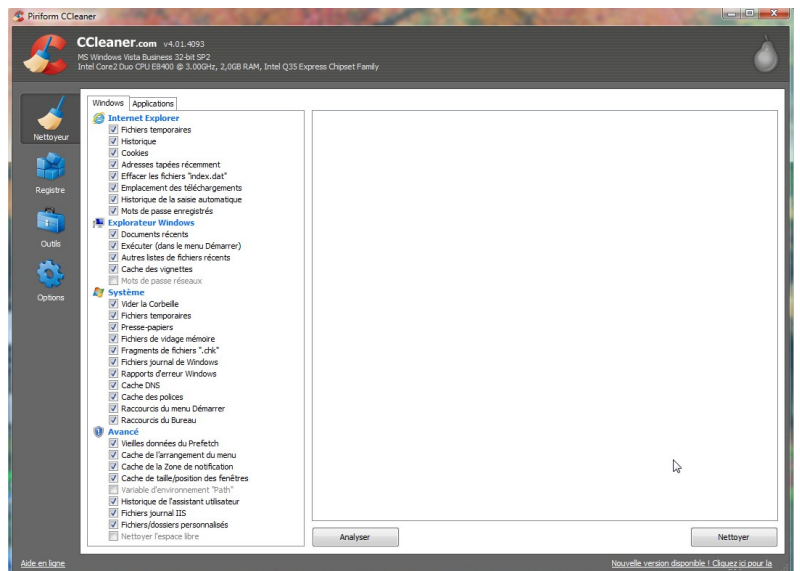 Piriform CCleaner
CCleaner.com v4.01.4093
MS Windows Vista Business 32-bit SP2
Intel Core2 Duo CPU E8400 @ 3.00GHz, 2,0GB RAM, Intel Q35 Express Chipset Family
Nettoyeur
Registre
Outils
Options
Windows Applications
Internet Explorer
Fichiers temporaires
Historique
Cookies
Adresses tapées récemment
Effacer les fichiers "index.dat"
Emplacement des téléchargements
Historique de la saisie automatique
Mots de passe enregistrés
Explorateur Windows
Documents récents
Exécuter (dans le menu Démarrer)
Autres listes de fichiers récents
Cache des vignettes
Mots de passe réseaux
Système
Vider la Corbeille
Fichiers temporaires
Presse-papiers
Fichiers de vidage mémoire
Fragments de fichiers ".chk"
Fichiers journal de Windows
Rapports d'erreur Windows
Cache DNS
Cache des polices
Raccourcis du menu Démarrer
Raccourcis du Bureau
Avancé
Vieilles données du Prefetch
Cache de l'arrangement du menu
Cache de la Zone de notification
Cache de taille/position des fenêtres
Variable d'environnement "Path"
Historique de l'assistant utilisateur
Fichiers journal IIS
Fichiers/dossiers personnalisés
Nettoyer l'espace libre
Analyser
Nettoyer
Aide en ligne
Nouvelle version disponible ! Cliquez ici pour la